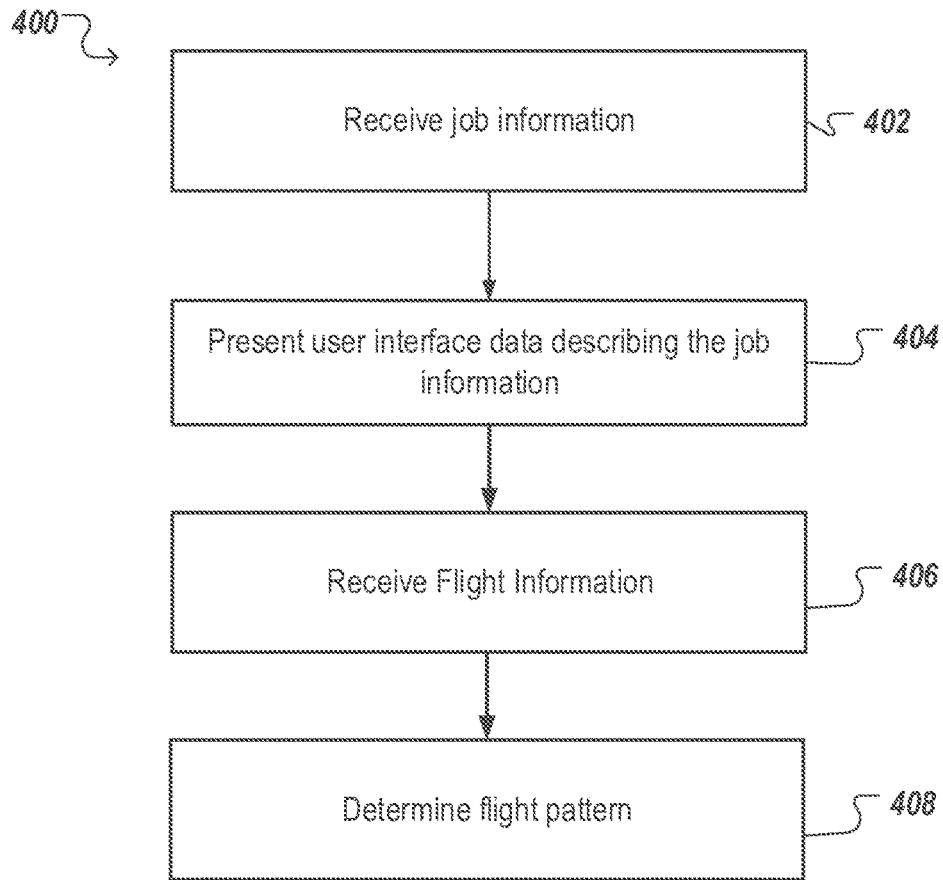 400
Receive job information
402
Present user interface data describing the job
information
404
Receive Flight Information
406
Determine flight pattern
408